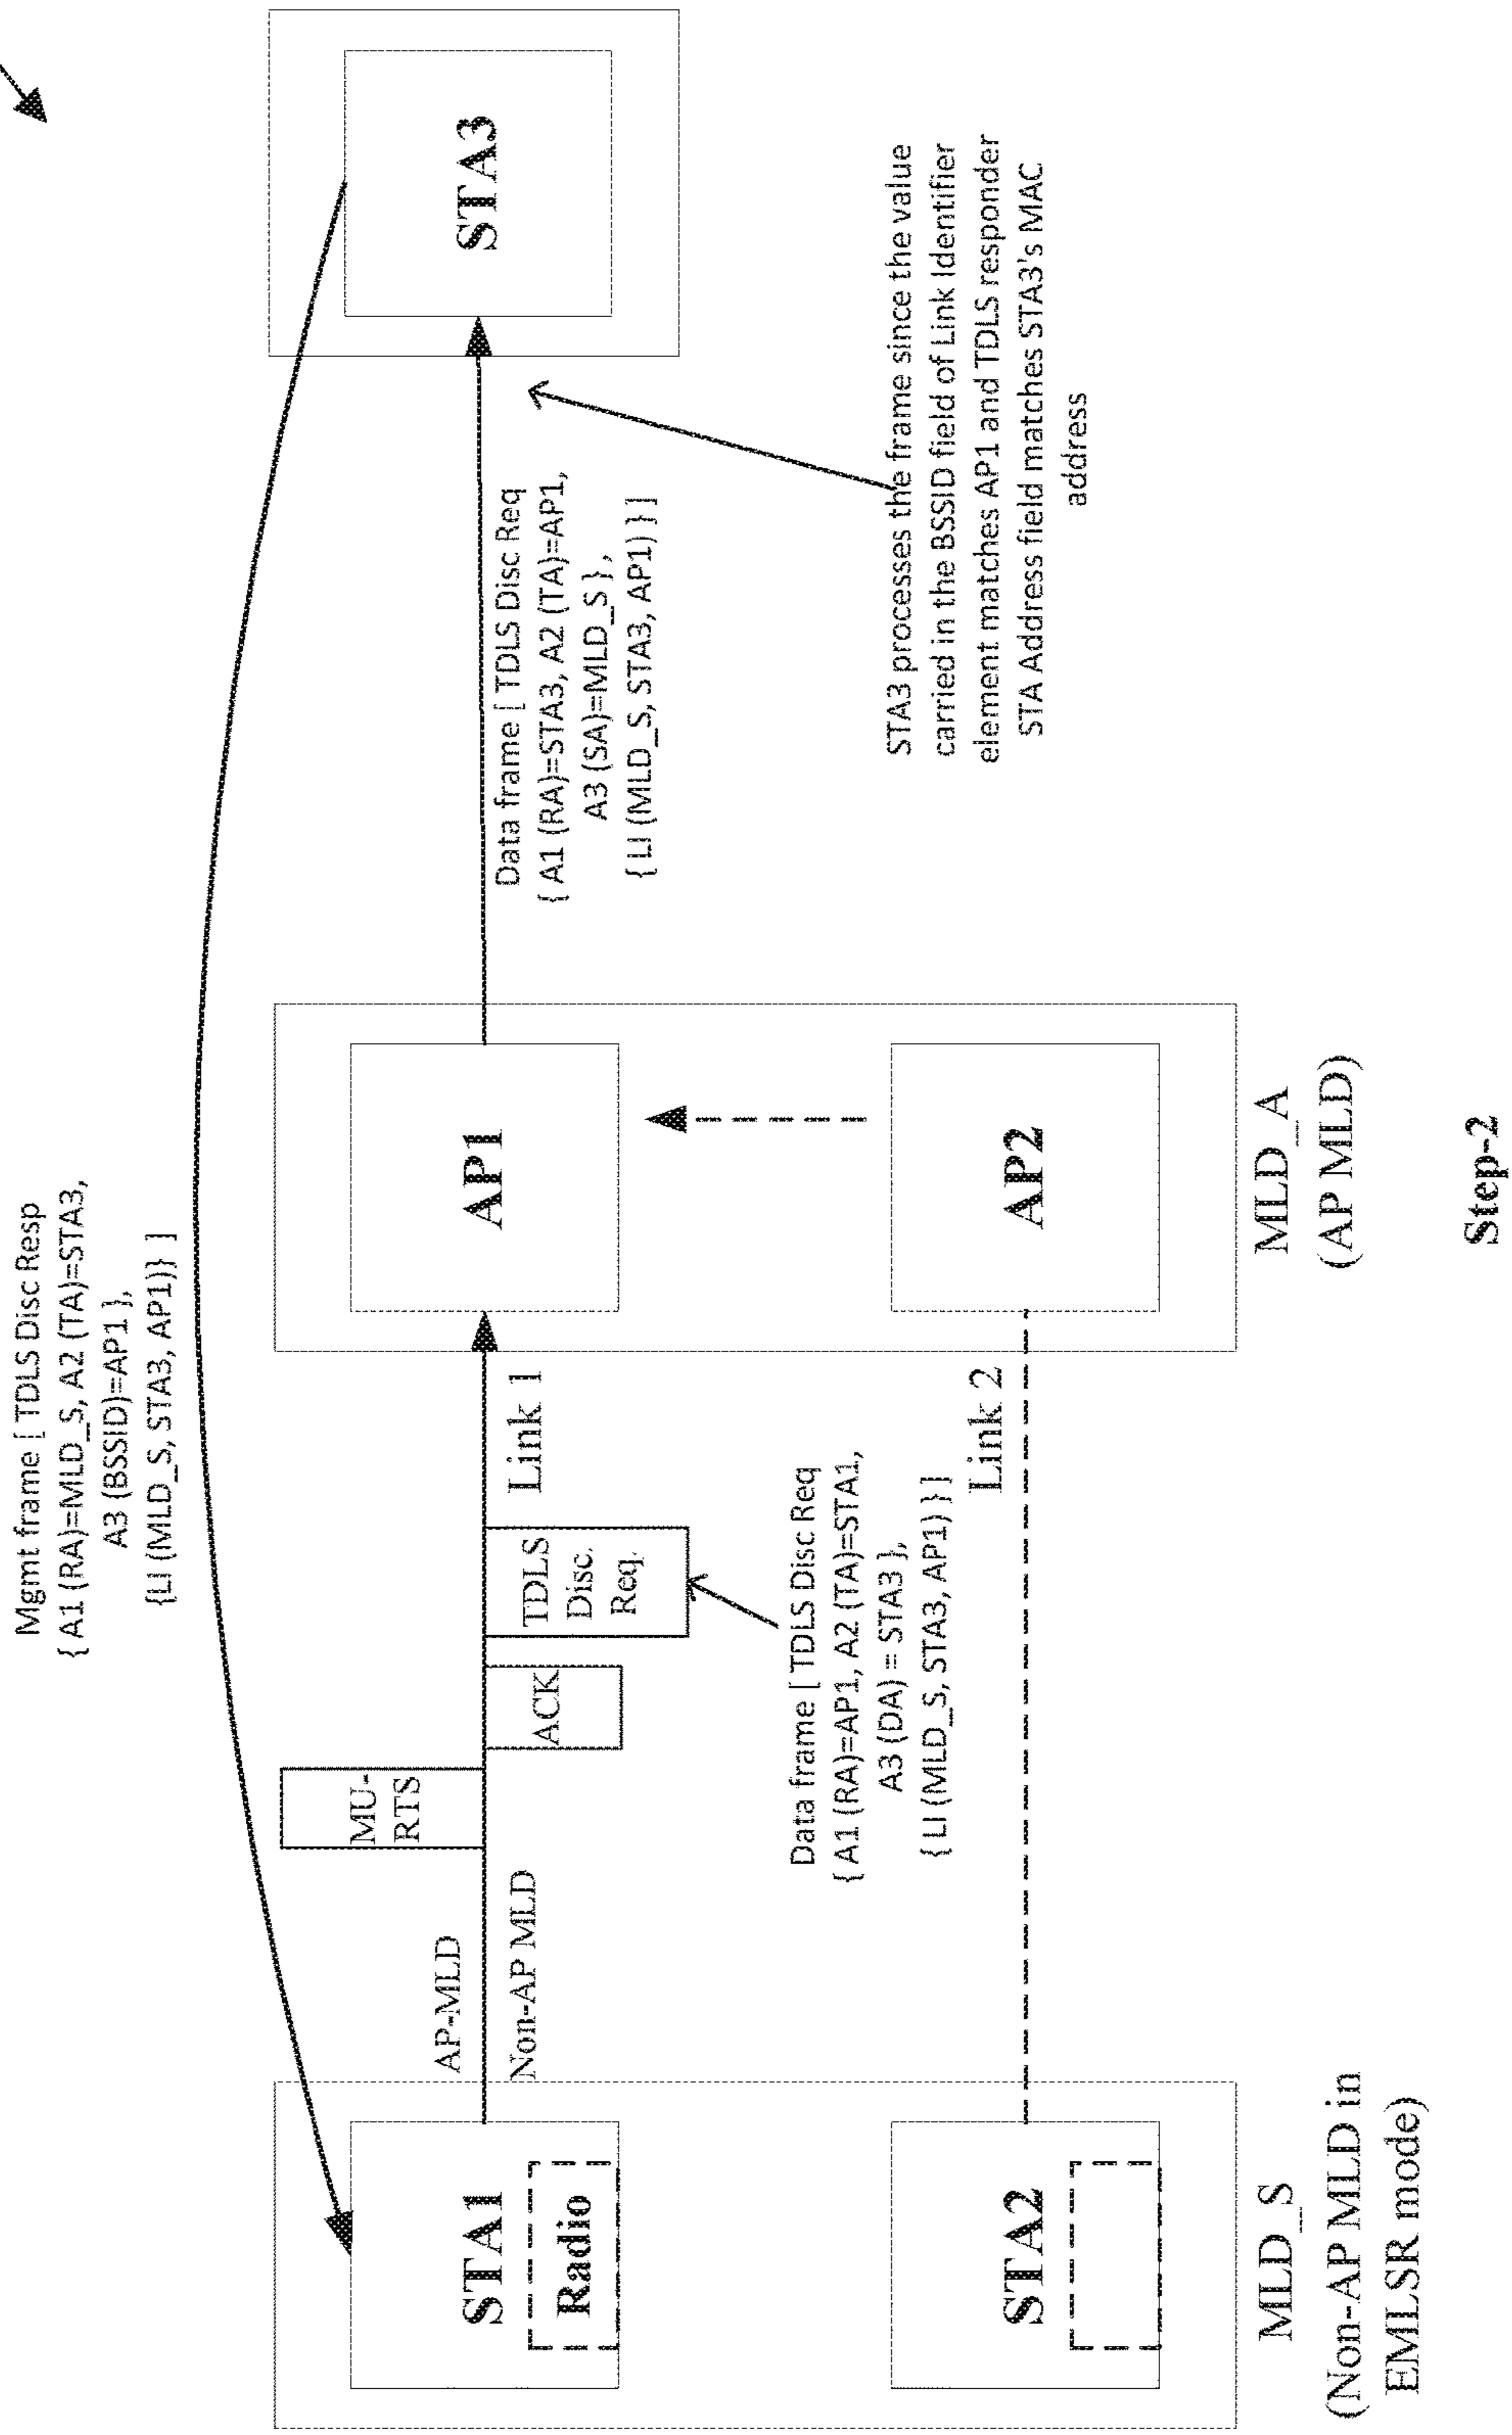 Mgmt frame [ TDLS Disc Resp
{ A1 (RA)=MLD_S, A2 (TA)=STA3,
A3 (BSSID)=AP1 },
{LI (MLD_S, STA3, AP1)} ]
STA1
Radio
AP-MLD
Non-AP MLD
MU-
RTS
ACK
TDLS
Disc.
Req.
Link 1
AP1
Data frame [ TDLS Disc Req
{ A1 (RA)=STA3, A2 (TA)=AP1,
A3 (SA)=MLD_S },
{ LI (MLD_S, STA3, AP1) } ]
STA3
Data frame [ TDLS Disc Req
{ A1 (RA)=AP1, A2 (TA)=STA1,
A3 (DA) = STA3 },
{ LI (MLD_S, STA3, AP1) } ]
STA3 processes the frame since the value
carried in the BSSID field of Link Identifier
element matches AP1 and TDLS responder
STA Address field matches STA3's MAC
address
STA2
Link 2
AP2
MLD_S
(Non-AP MLD in
EMLSR mode)
MLD_A
(AP MLD)
Step-2